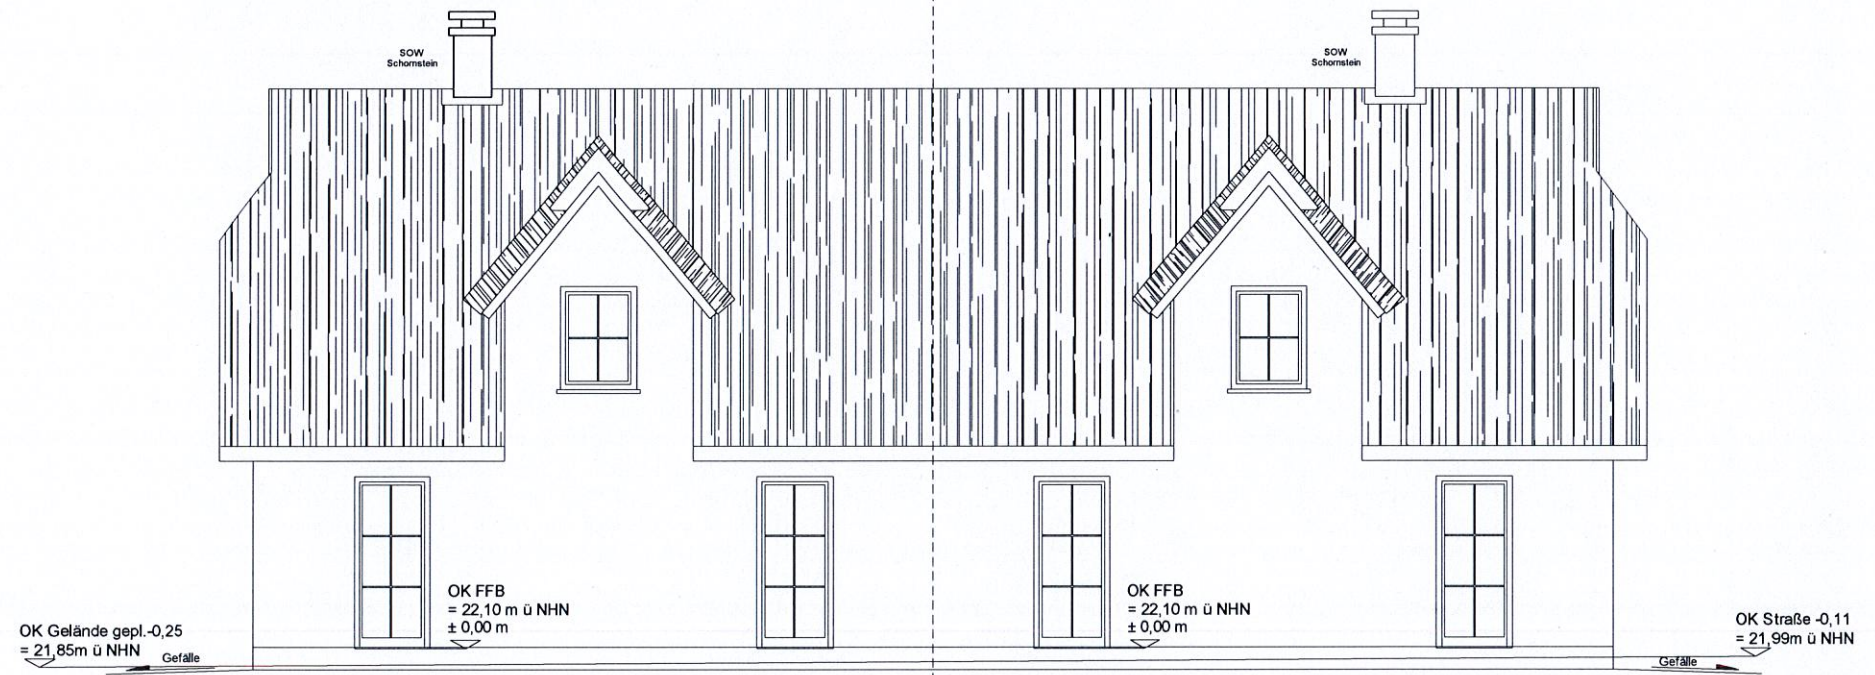 SOW
Schornstein
SOW
Schornstein
OK FFB
= 22,10 m ü NHN
± 0,00 m
OK FFB
= 22,10 m ü NHN
± 0,00 m
OK Gelände gepl.-0,25
= 21,85m ü NHN
Gefälle
OK Straße -0,11
= 21,99m ü NHN
Gefälle